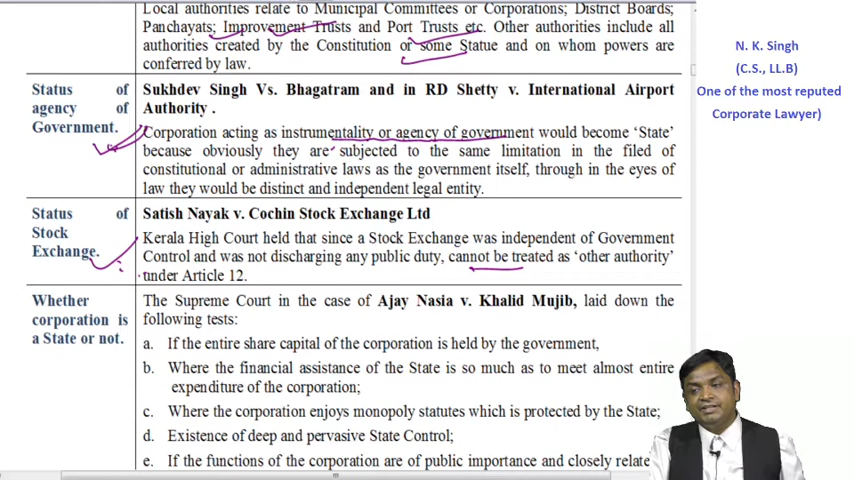 Local authorities relate to Municipal Committees or Corporations; District Boards;
Panchayats; Improvement Trusts and Port Trusts etc. Other authorities include all
authorities created by the Constitution or some Statue and on whom powers are
conferred by law.
Status of agency of Government.
Sukhdev Singh Vs. Bhagatram and in RD Shetty v. International Airport
Authority .
Corporation acting as instrumentality or agency of government would become ‘State’
because obviously they are subjected to the same limitation in the filed of
constitutional or administrative laws as the government itself, through in the eyes of
law they would be distinct and independent legal entity.
Status of Stock Exchange.
Satish Nayak v. Cochin Stock Exchange Ltd
Kerala High Court held that since a Stock Exchange was independent of Government
Control and was not discharging any public duty, cannot be treated as ‘other authority’
under Article 12.
Whether corporation is a State or not.
The Supreme Court in the case of Ajay Nasia v. Khalid Mujib, laid down the
following tests:
a. If the entire share capital of the corporation is held by the government,
b. Where the financial assistance of the State is so much as to meet almost entire
expenditure of the corporation;
c. Where the corporation enjoys monopoly statutes which is protected by the State;
d. Existence of deep and pervasive State Control;
e. If the functions of the corporation are of public importance and closely relate
N. K. Singh
(C.S., LL.B)
One of the most reputed
Corporate Lawyer)